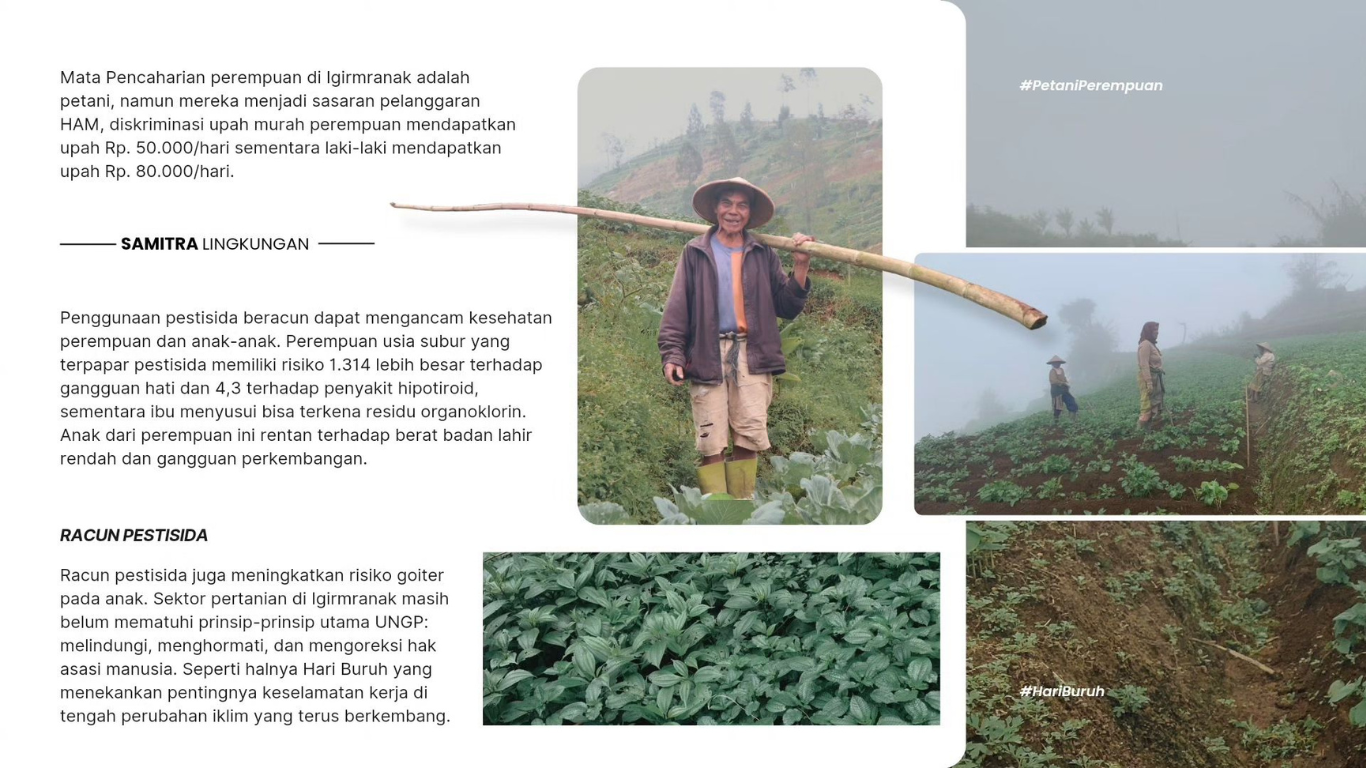 Mata Pencaharian perempuan di Igirmranak adalah
petani, namun mereka menjadi sasaran pelanggaran
HAM, diskriminasi upah murah perempuan mendapatkan
upah Rp. 50.000/hari sementara laki-laki mendapatkan
upah Rp. 80.000/hari.
SAMITRA LINGKUNGAN
Penggunaan pestisida beracun dapat mengancam kesehatan
perempuan dan anak-anak. Perempuan usia subur yang
terpapar pestisida memiliki risiko 1.314 lebih besar terhadap
gangguan hati dan 4,3 terhadap penyakit hipotiroid,
sementara ibu menyusui bisa terkena residu organoklorin.
Anak dari perempuan ini rentan terhadap berat badan lahir
rendah dan gangguan perkembangan.
RACUN PESTISIDA
Racun pestisida juga meningkatkan risiko goiter
pada anak. Sektor pertanian di Igirmranak masih
belum mematuhi prinsip-prinsip utama UNGP:
melindungi, menghormati, dan mengoreksi hak
asasi manusia. Seperti halnya Hari Buruh yang
menekankan pentingnya keselamatan kerja di
tengah perubahan iklim yang terus berkembang.
#PetaniPerempuan
#HariBuruh